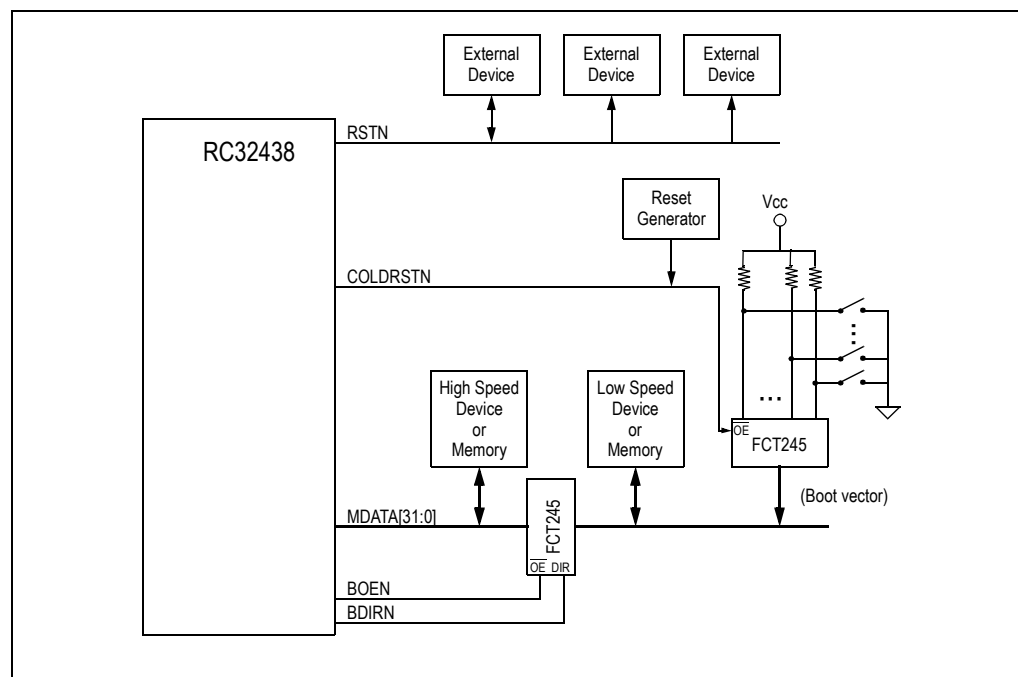 External
Device
External
Device
External
Device
RSTN
RC32438
Reset
Generator
Vcc
COLDRSTN
...
High Speed
Device
or
Memory
Low Speed
Device
or
Memory
...
OE
FCT245
(Boot vector)
MDATA[31:0]
FCT245
OE DIR
BOEN
BDIRN